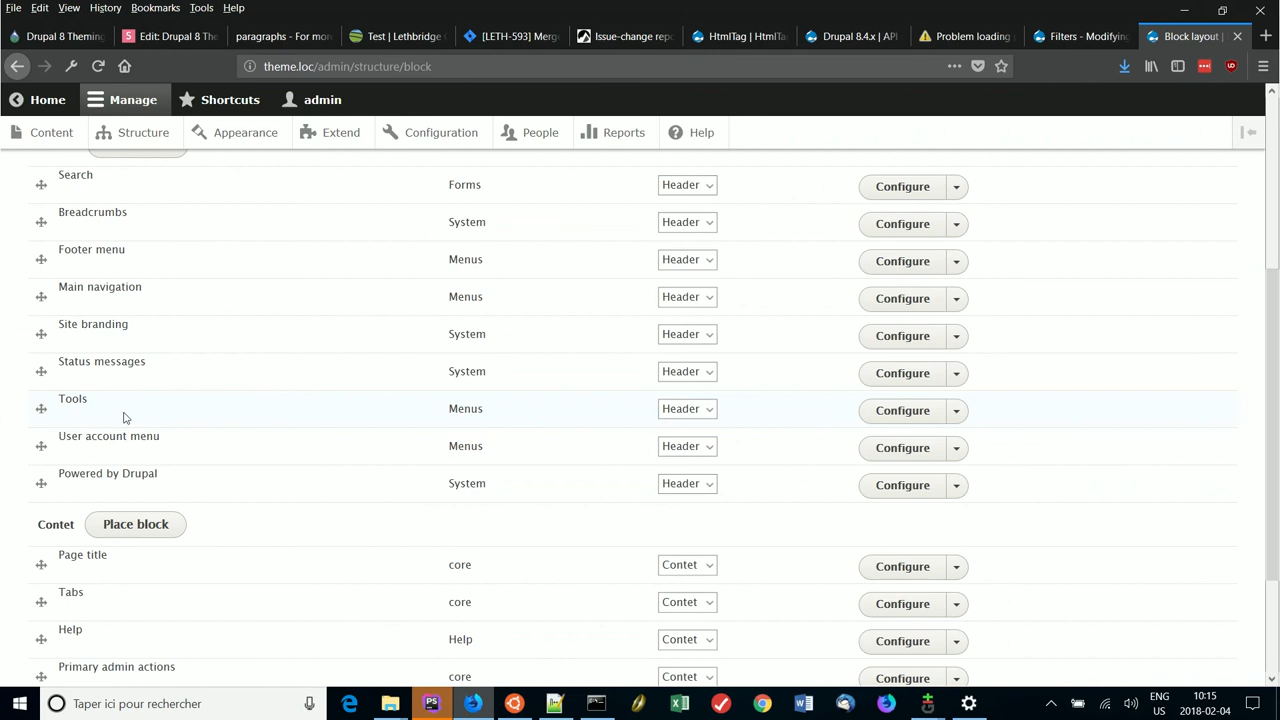 File Edit View History Bookmarks Tools Help
Drupal 8 Theming
Edit: Drupal 8 The
paragraphs - For more
Test | Lethbridge
[LETH-593] Merge
Issue-change repo
HtmlTag | HtmlTa
Drupal 8.4.x | API
Problem loading
Filters - Modifying
Block layout |
theme.loc/admin/structure/block
Home Manage Shortcuts admin
Content Structure Appearance Extend Configuration People Reports Help
Search Forms Header Configure
Breadcrumbs System Header Configure
Footer menu Menus Header Configure
Main navigation Menus Header Configure
Site branding System Header Configure
Status messages System Header Configure
Tools Menus Header Configure
User account menu Menus Header Configure
Powered by Drupal System Header Configure
Contet Place block
Page title core Contet Configure
Tabs core Contet Configure
Help Help Contet Configure
Primary admin actions core Contet Configure
Taper ici pour rechercher
PS
ENG
US
10:15
2018-02-04